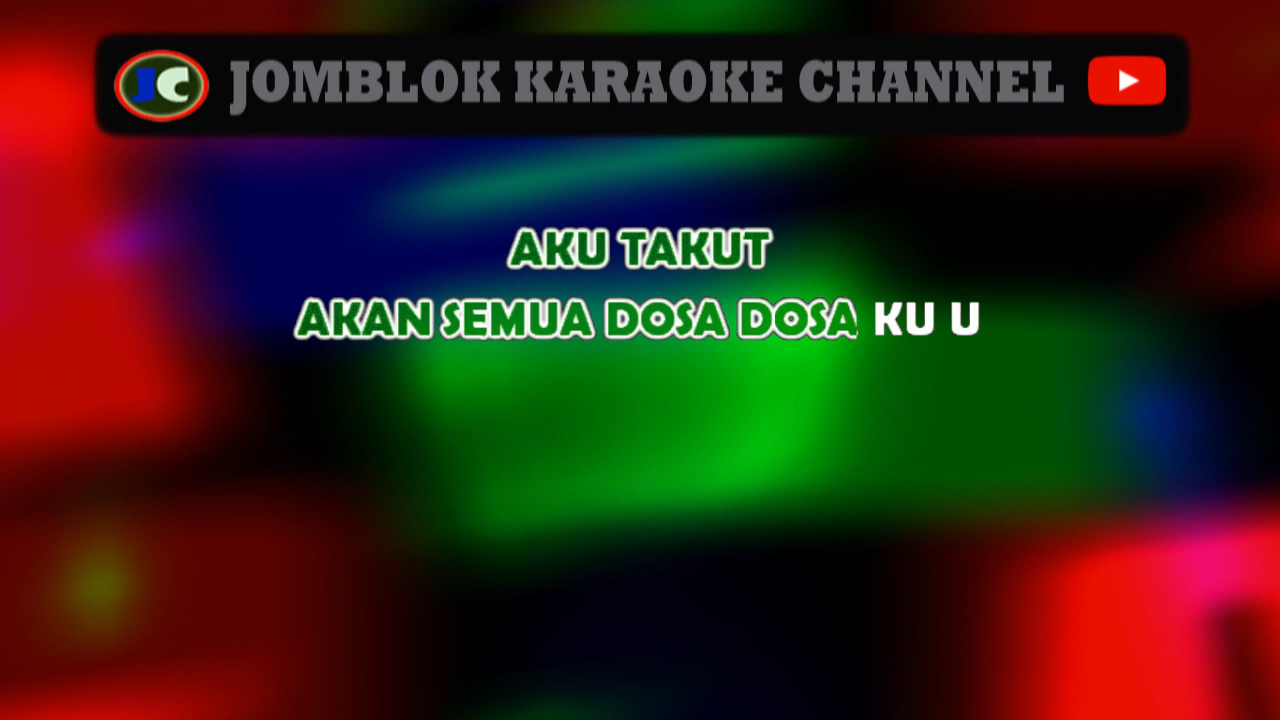 JC JOMBLOK KARAOKE CHANNEL
AKU TAKUT
AKAN SEMUA DOSA DOSA KU U